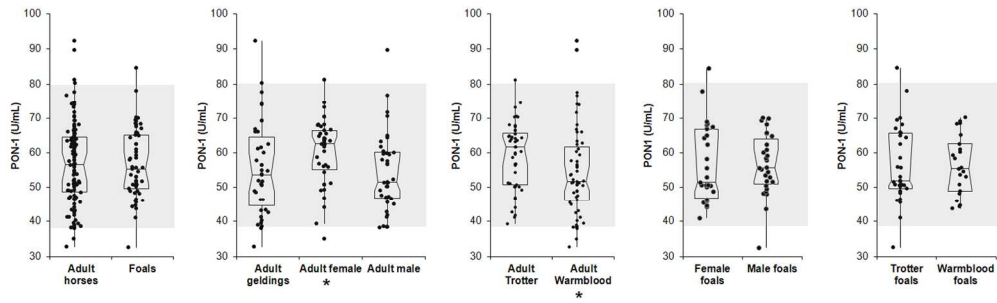 100
90
80
70
60
50
40
30
PON-1 (U/mL)
Adult
horses
Foals
100
90
80
70
60
50
40
30
PON-1 (U/mL)
Adult
geldings
Adult female
*
Adult male
100
90
80
70
60
50
40
30
PON-1 (U/mL)
Adult
Trotter
Adult
Warmblood
*
100
90
80
70
60
50
40
30
PON1 (U/mL)
Female
foals
Male foals
100
90
80
70
60
50
40
30
PON-1 (U/mL)
Trotter
foals
Warmblood
foals